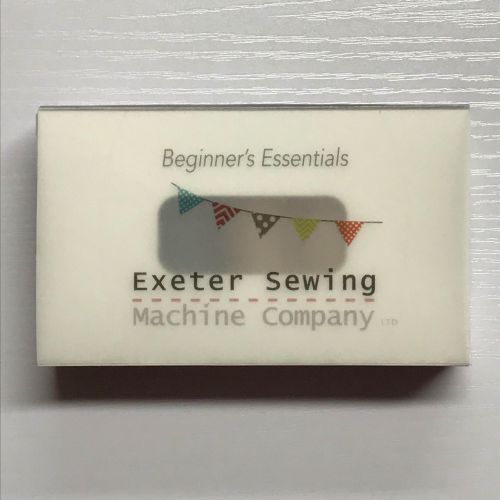 Beginner's Essentials
Exeter Sewing
Machine Company LTD